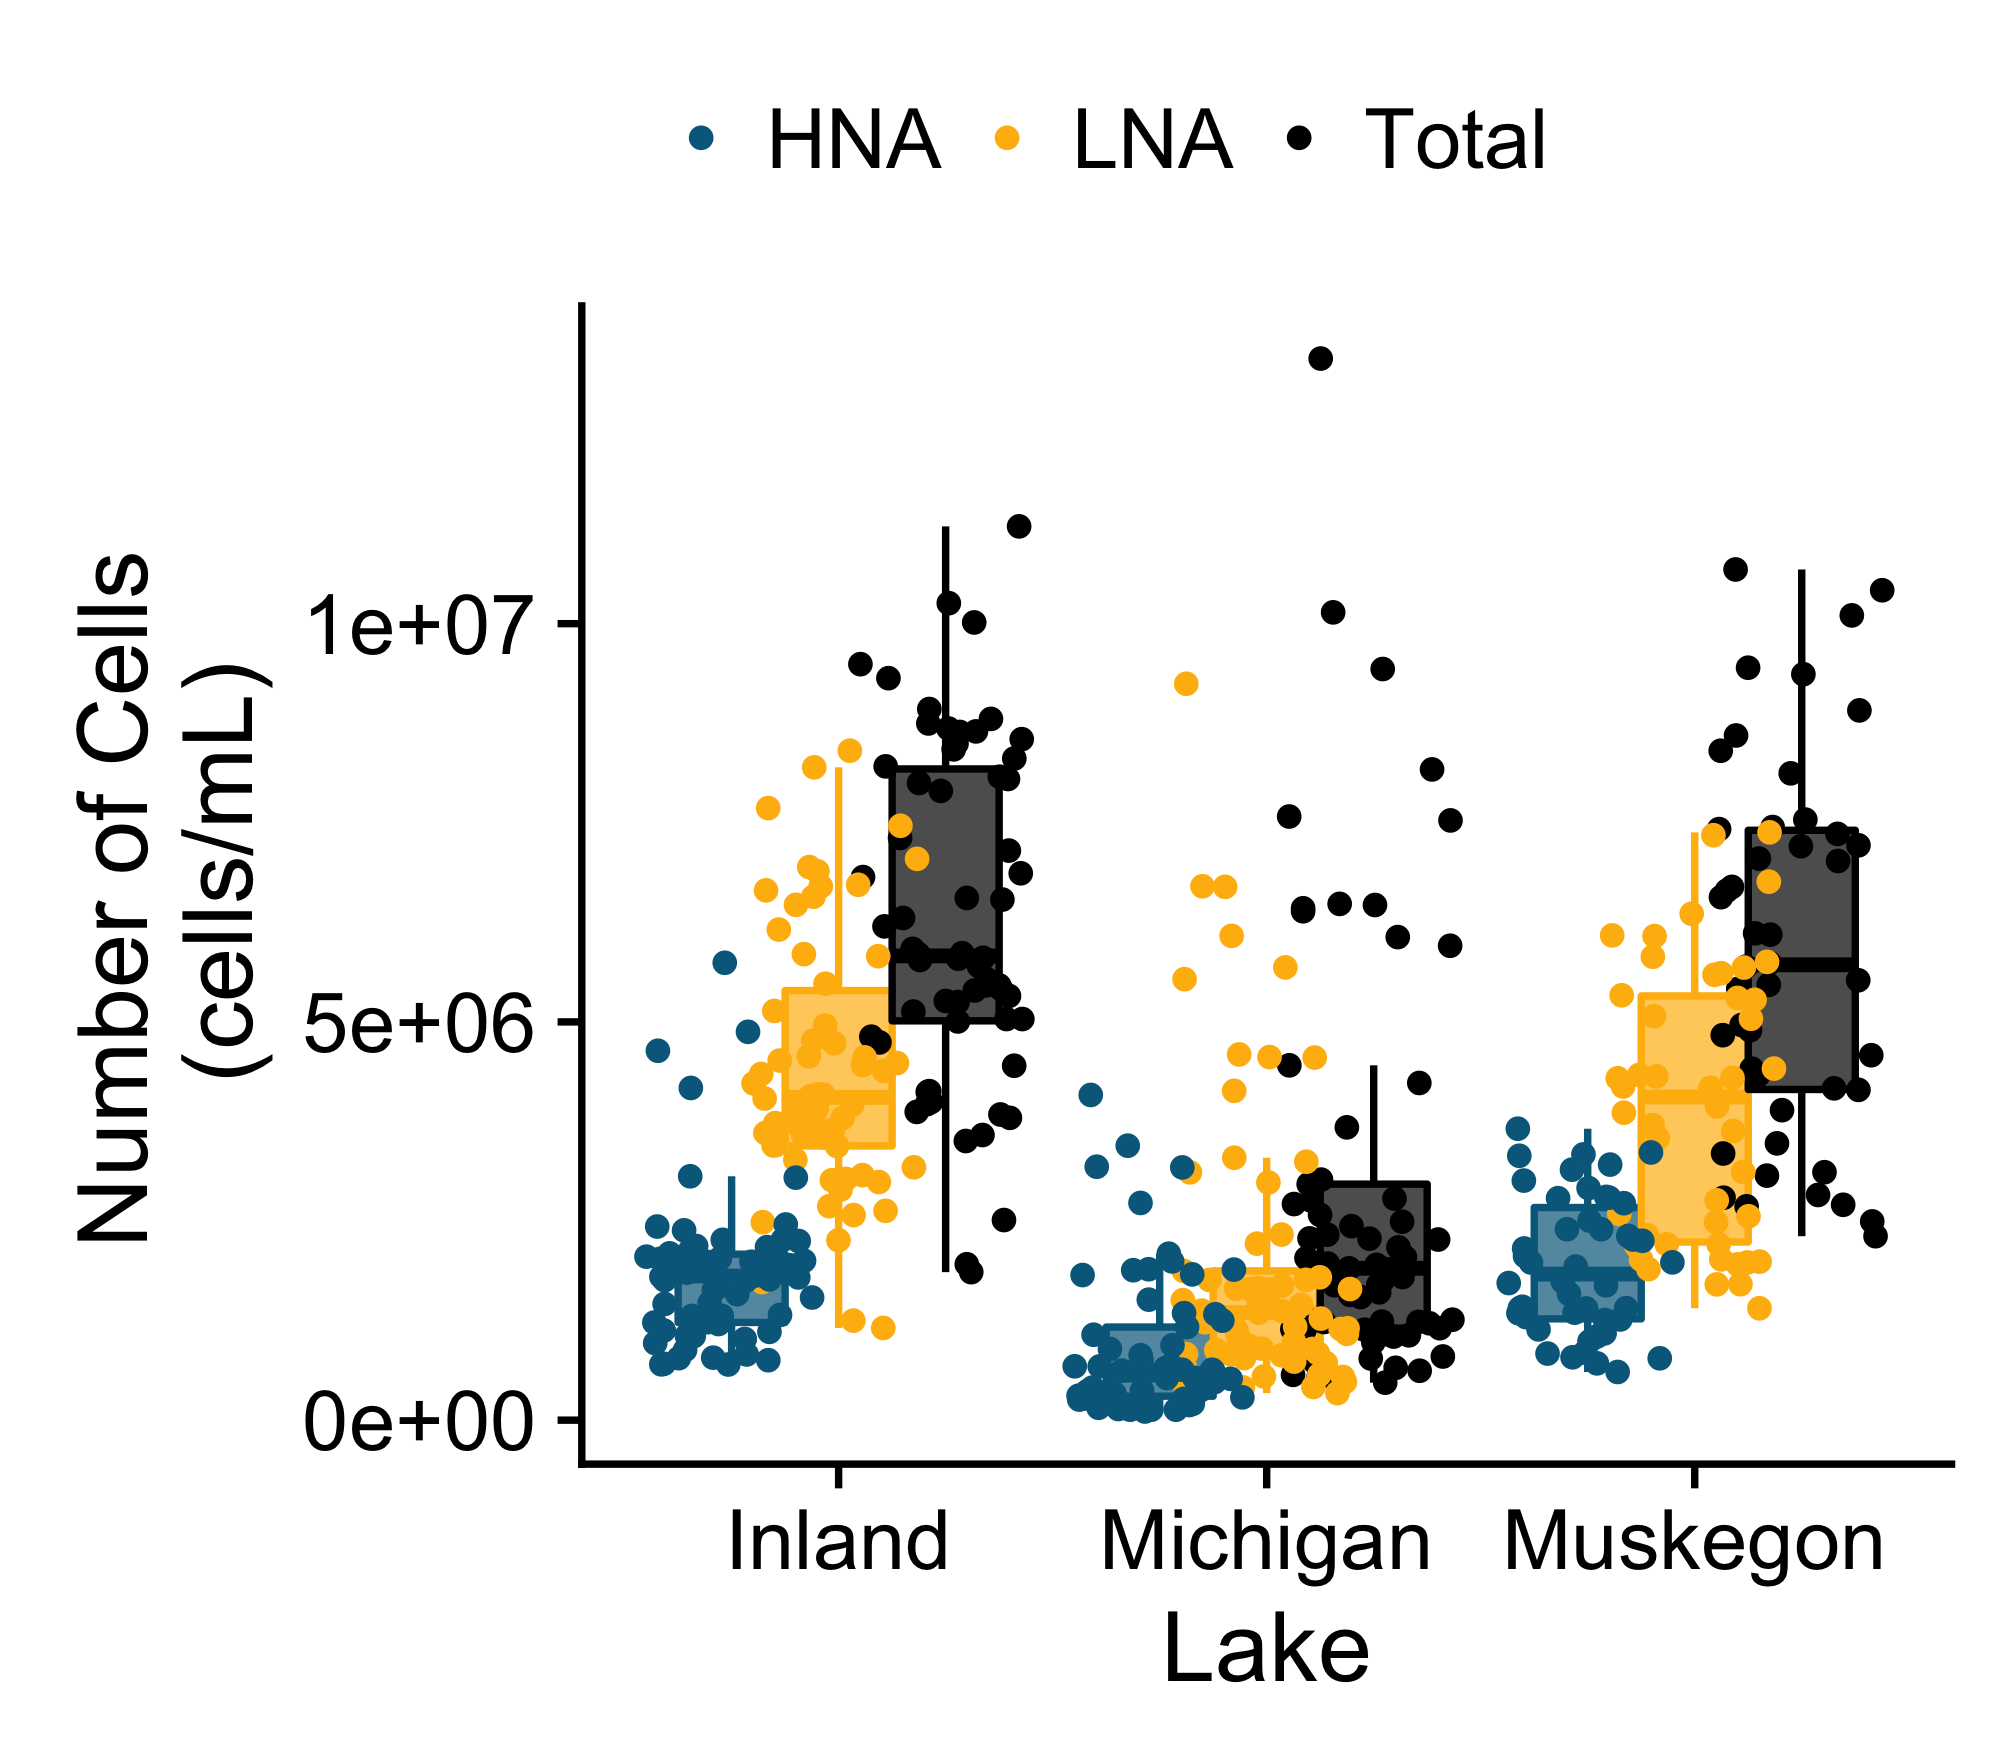 HNA LNA Total
Number of Cells
(cells/mL)
1e+07
5e+06
0e+00
Inland Michigan Muskegon
Lake